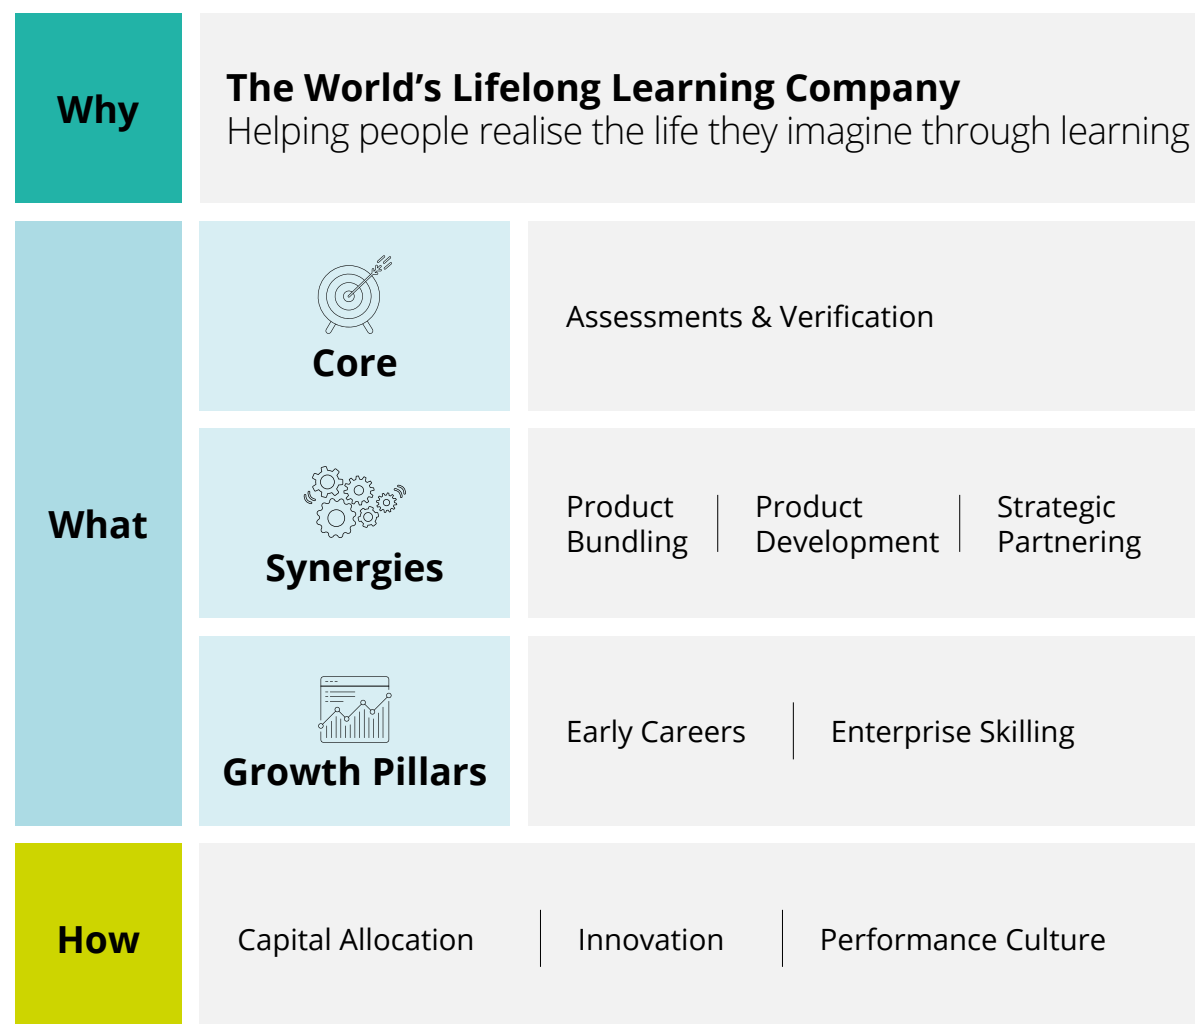 Why
The World’s Lifelong Learning Company
Helping people realise the life they imagine through learning
What
Core
Assessments & Verification
Synergies
Product
Bundling
Product
Development
Strategic
Partnering
Growth Pillars
Early Careers
Enterprise Skilling
How
Capital Allocation
Innovation
Performance Culture